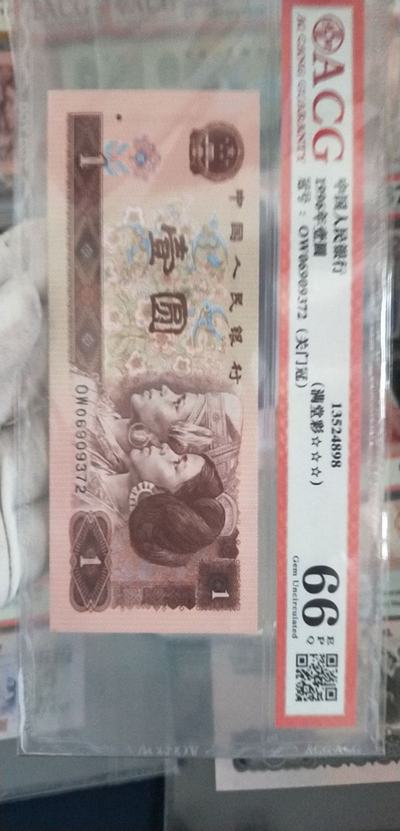 ACG
中国人民银行
1996年壹圆
冠号:OW06909372(关门冠)
13524898
(满堂彩☆☆☆)
66
EPQ
Gem Uncirculated
中国人民银行
壹圆
1
OW06909372
1
1